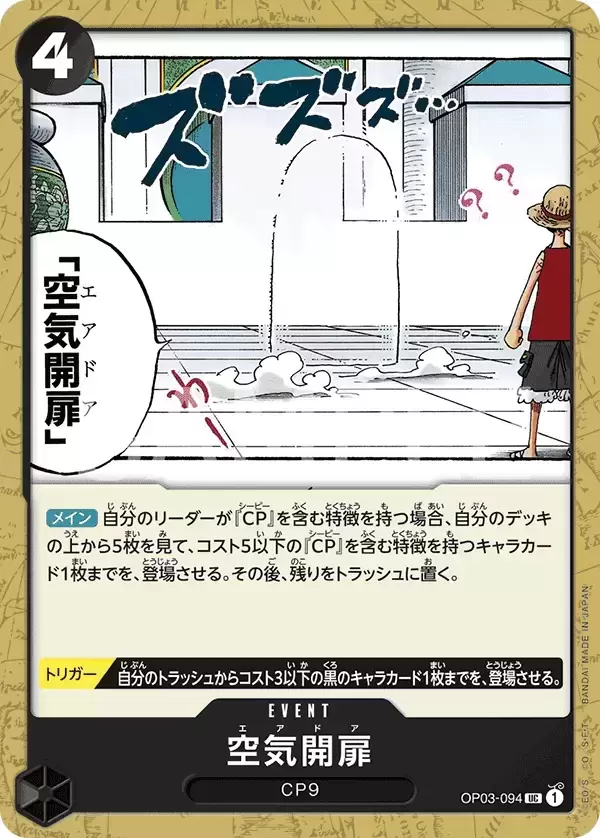 DLICHES EISMEER
4
ズズズ…
??
「空気開扉」
エアドア
メイン 自分のリーダーが『CP』を含む特徴を持つ場合、自分のデッキ
の上から5枚を見て、コスト5以下の『CP』を含む特徴を持つキャラカー
ド1枚までを、登場させる。その後、残りをトラッシュに置く。
トリガー 自分のトラッシュからコスト3以下の黒のキャラカード1枚までを、登場させる。
EVENT
エアドア
空気開扉
CP9
OP03-094 UC 1
BANDAI MADE IN JAPAN